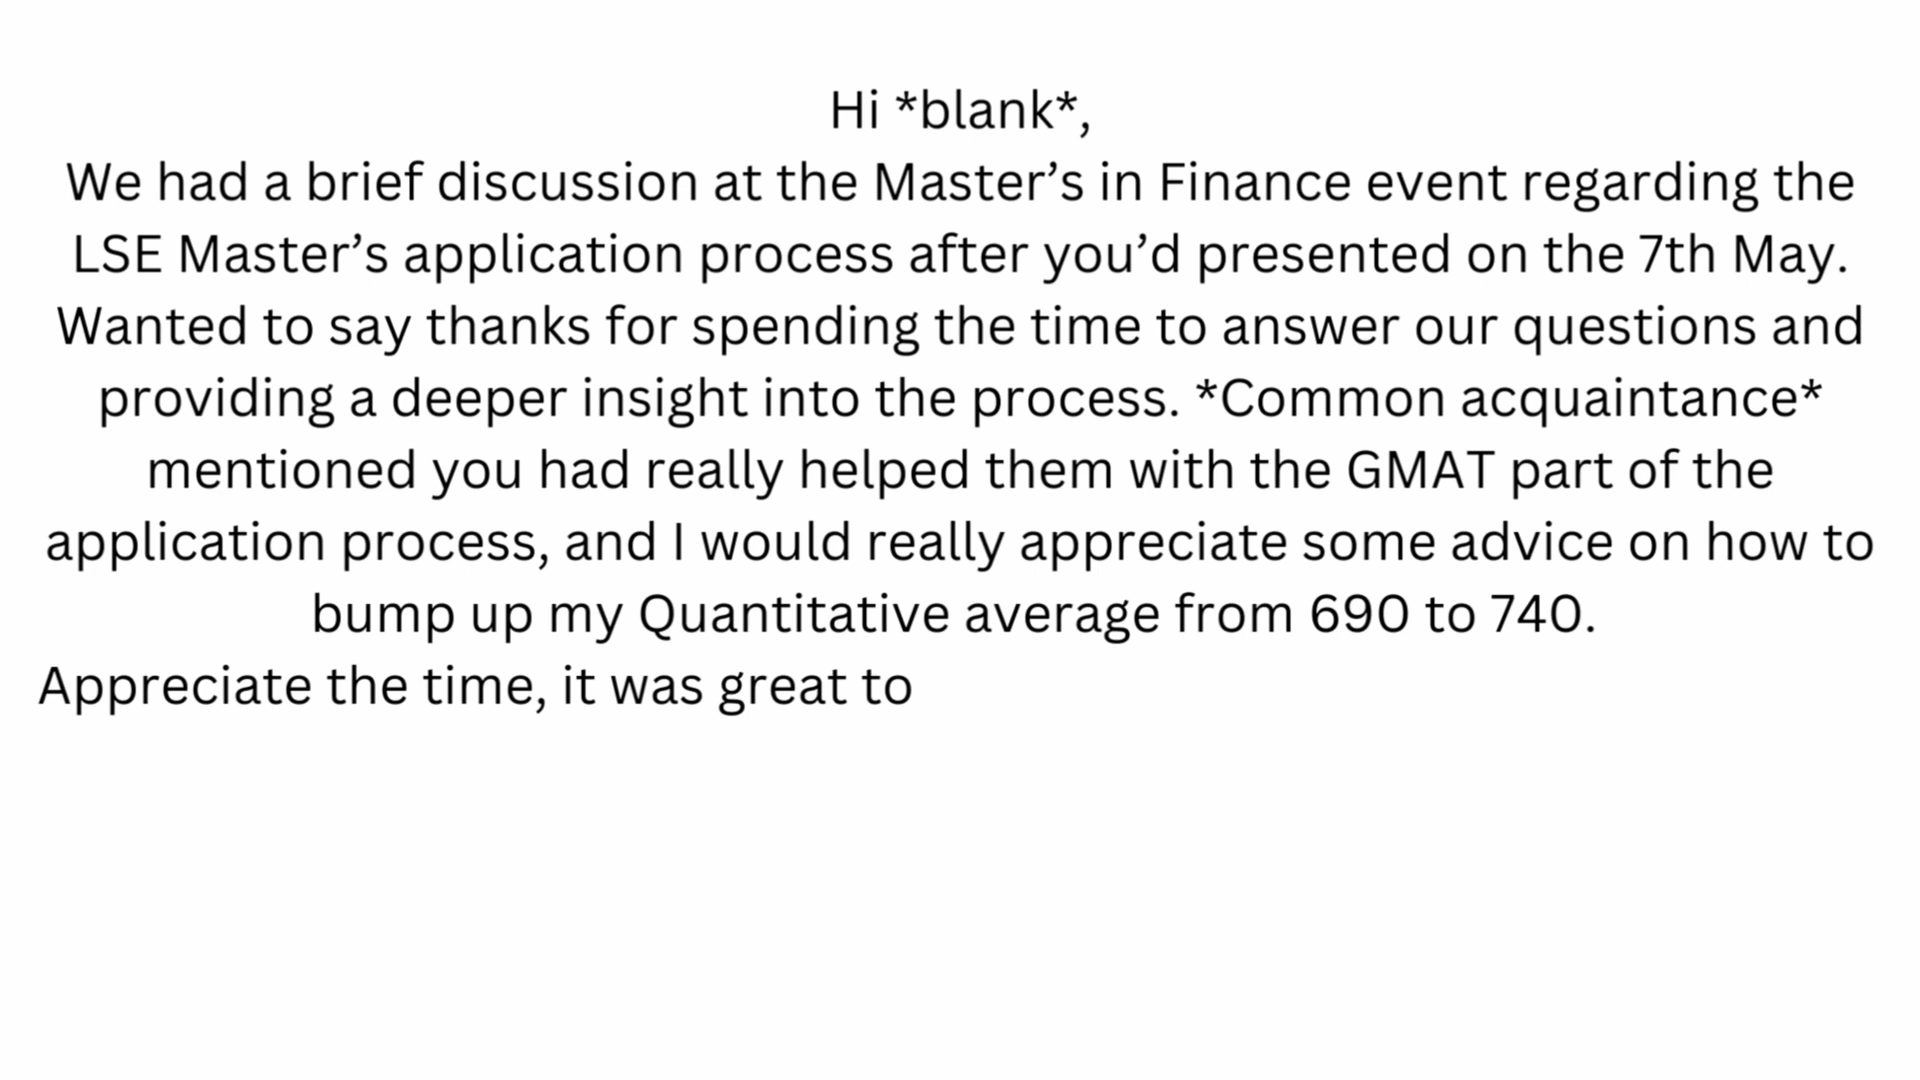 Hi *blank*,
We had a brief discussion at the Master’s in Finance event regarding the
LSE Master’s application process after you’d presented on the 7th May.
Wanted to say thanks for spending the time to answer our questions and
providing a deeper insight into the process. *Common acquaintance*
mentioned you had really helped them with the GMAT part of the
application process, and I would really appreciate some advice on how to
bump up my Quantitative average from 690 to 740.
Appreciate the time, it was great to